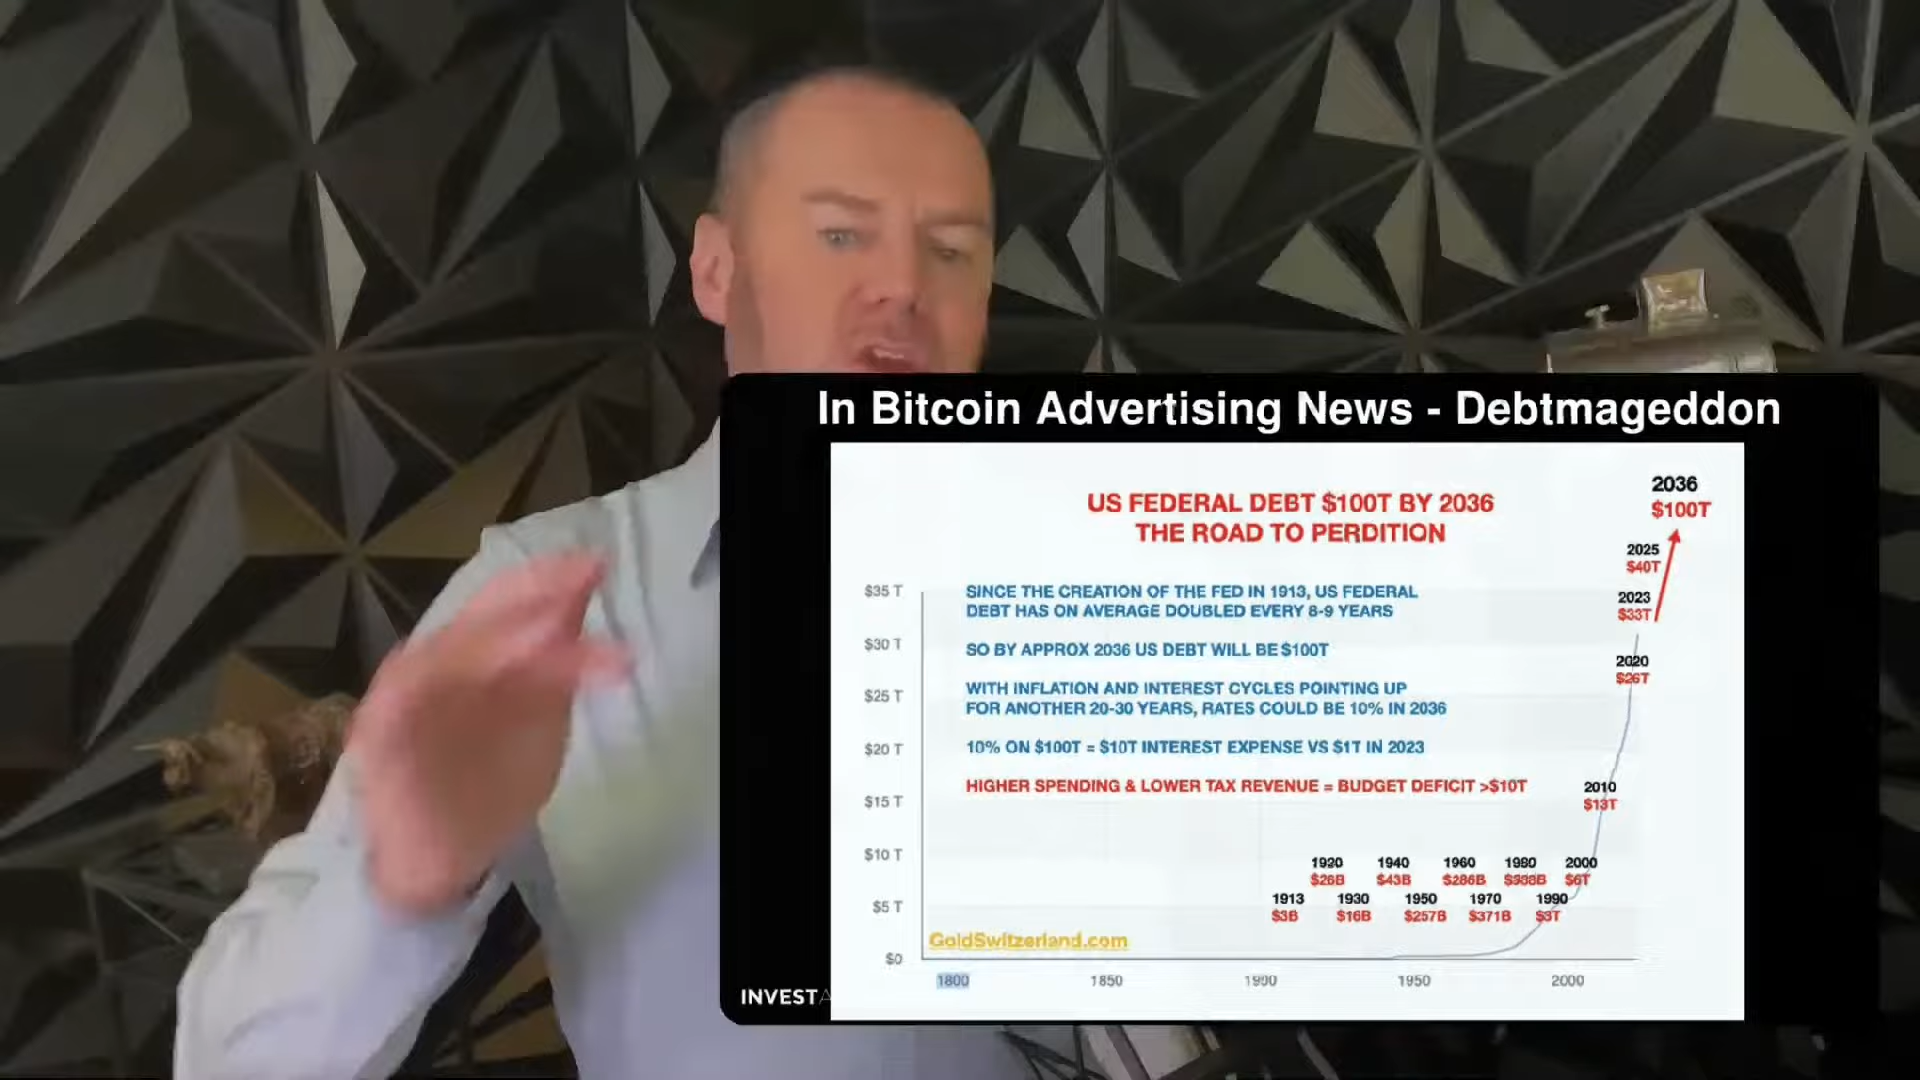 In Bitcoin Advertising News - Debtmageddon
US FEDERAL DEBT $100T BY 2036
THE ROAD TO PERDITION
2036
$100T
2025
$40T
2023
$33T
2020
$26T
2010
$13T
SINCE THE CREATION OF THE FED IN 1913, US FEDERAL
DEBT HAS ON AVERAGE DOUBLED EVERY 8-9 YEARS
SO BY APPROX 2036 US DEBT WILL BE $100T
WITH INFLATION AND INTEREST CYCLES POINTING UP
FOR ANOTHER 20-30 YEARS, RATES COULD BE 10% IN 2036
10% ON $100T = $10T INTEREST EXPENSE VS $1T IN 2023
HIGHER SPENDING & LOWER TAX REVENUE = BUDGET DEFICIT >$10T
$35 T
$30 T
$25 T
$20 T
$15 T
$10 T
$5 T
$0
1920 1940 1960 1980 2000
$26B $43B $286B $6T
1913 1930 1950 1970 1990
$3B $16B $257B $371B $3T
GoldSwitzerland.com
1800 1850 1900 1950 2000
INVEST